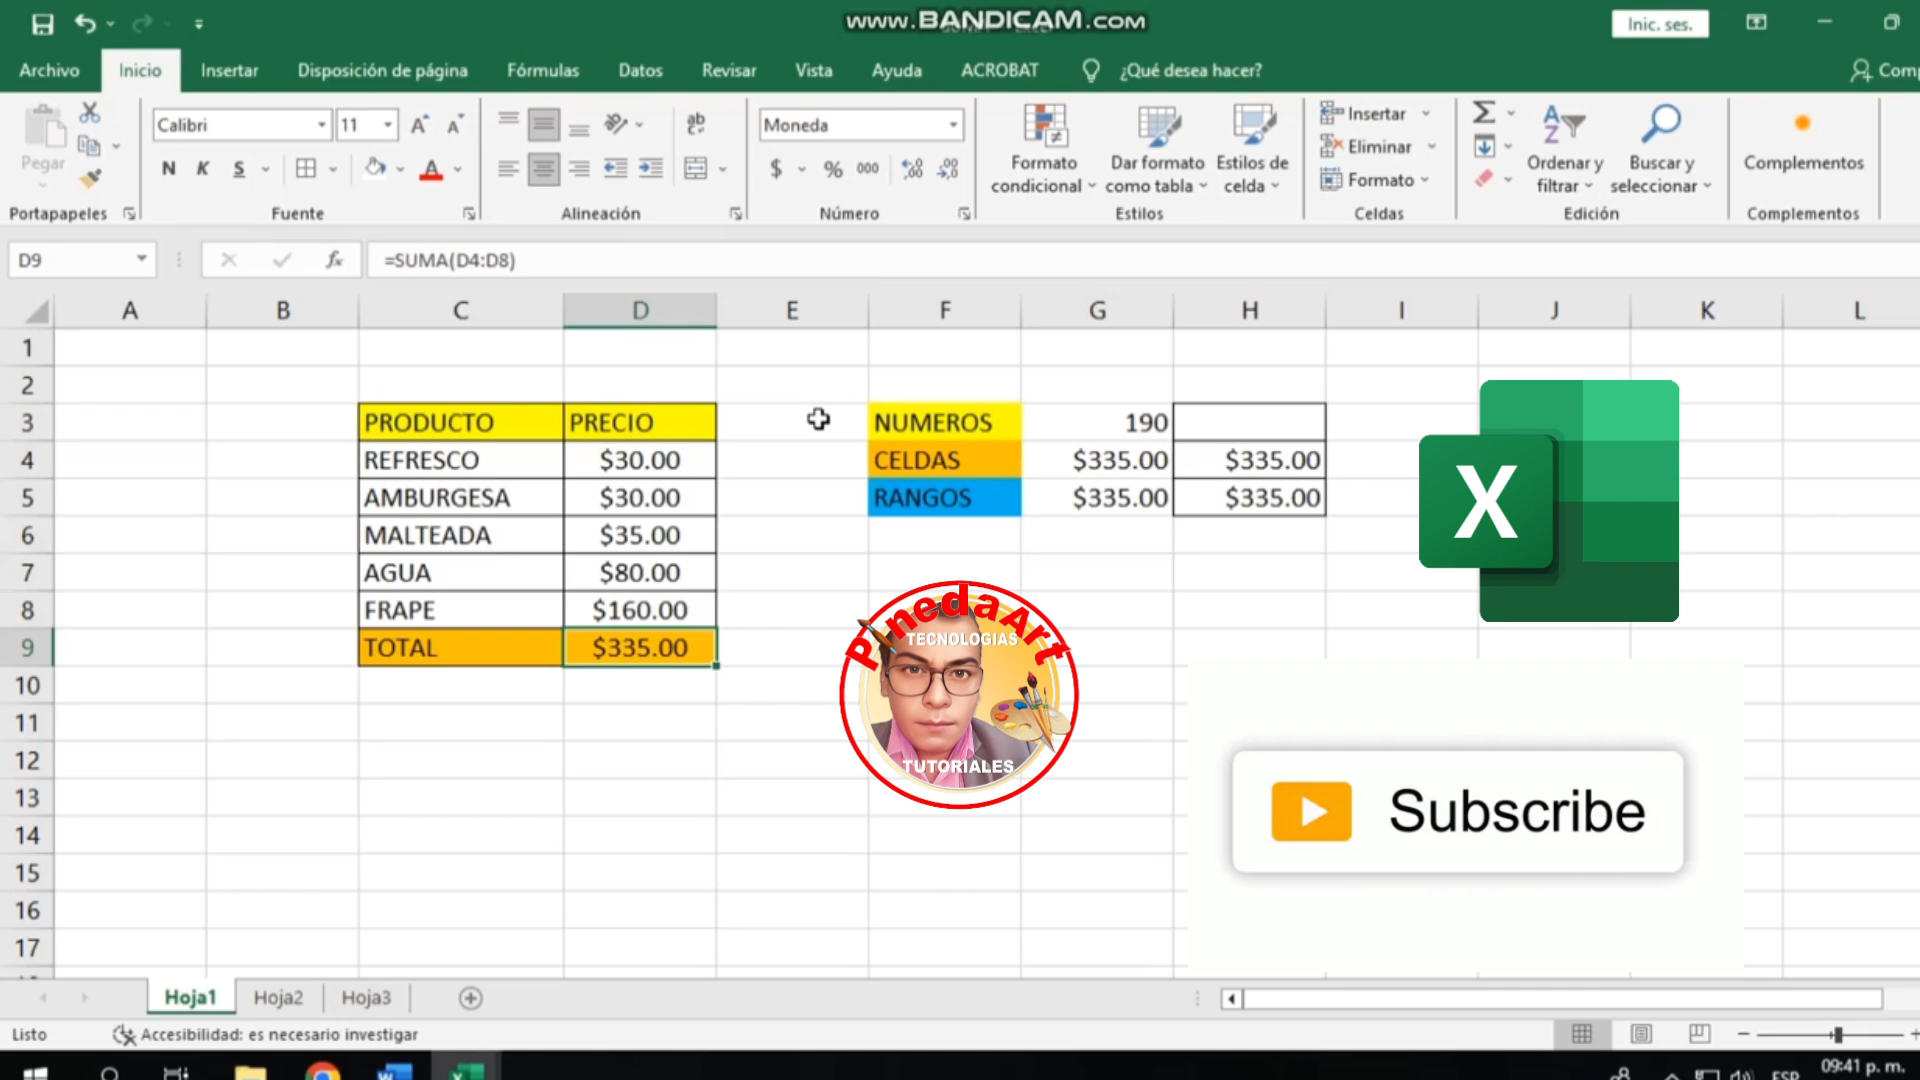 www.BANDICAM.com
Inic. ses.
Archivo Inicio Insertar Disposición de página Fórmulas Datos Revisar Vista Ayuda ACROBAT ¿Qué desea hacer? Comp
Pegar
Portapapeles
Calibri 11
N K S
Fuente
ab
Alineación
Moneda
$ % 000
Número
Formato condicional
Dar formato como tabla
Estilos de celda
Estilos
Insertar
Eliminar
Formato
Celdas
Ordenar y filtrar
Buscar y seleccionar
Edición
Complementos
Complementos
D9 fx =SUMA(D4:D8)
A B C D E F G H I J K L
1
2
3 PRODUCTO PRECIO NUMEROS 190
4 REFRESCO $30.00 CELDAS $335.00 $335.00
5 AMBURGESA $30.00 RANGOS $335.00 $335.00
6 MALTEADA $35.00
7 AGUA $80.00
8 FRAPE $160.00
9 TOTAL $335.00
10
11
12
13
14
15
16
17
X
PinedaArt
TECNOLOGIAS
TUTORIALES
Subscribe
Hoja1 Hoja2 Hoja3
Listo Accesibilidad: es necesario investigar
ESP 09:41 p. m.